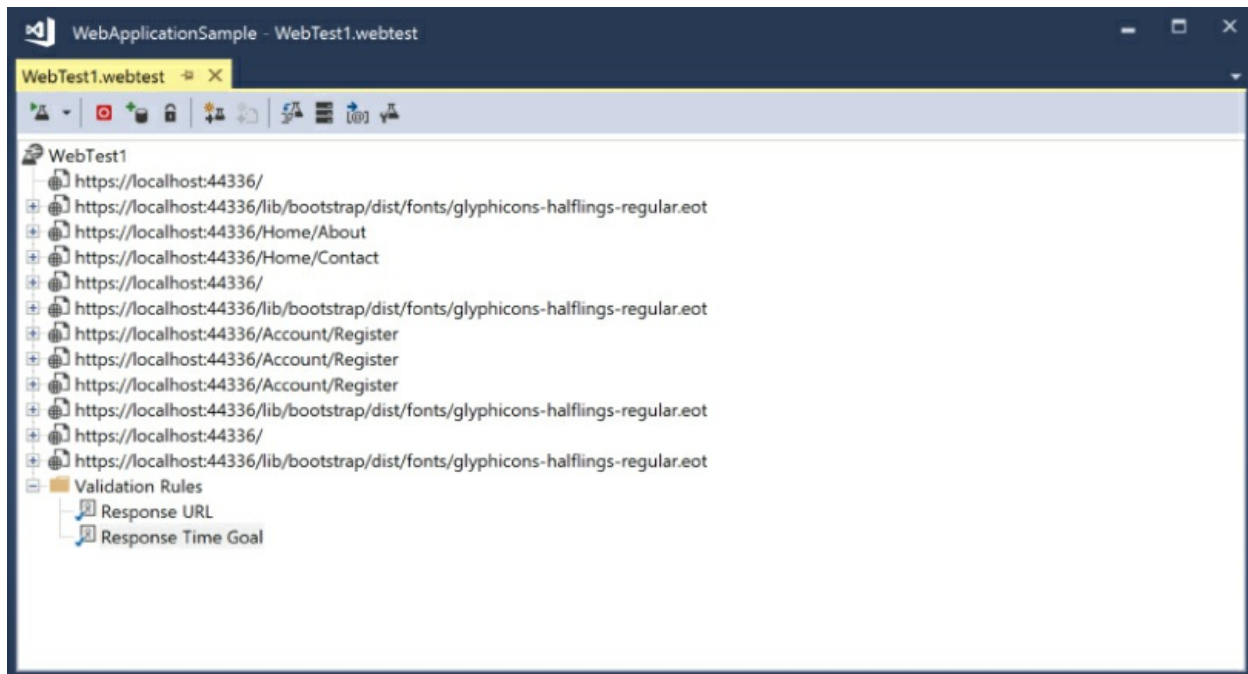 WebApplicationSample - WebTest1.webtest
WebTest1.webtest
WebTest1
https://localhost:44336/
https://localhost:44336/lib/bootstrap/dist/fonts/glyphicons-halflings-regular.eot
https://localhost:44336/Home/About
https://localhost:44336/Home/Contact
https://localhost:44336/
https://localhost:44336/lib/bootstrap/dist/fonts/glyphicons-halflings-regular.eot
https://localhost:44336/Account/Register
https://localhost:44336/Account/Register
https://localhost:44336/Account/Register
https://localhost:44336/lib/bootstrap/dist/fonts/glyphicons-halflings-regular.eot
https://localhost:44336/
https://localhost:44336/lib/bootstrap/dist/fonts/glyphicons-halflings-regular.eot
Validation Rules
Response URL
Response Time Goal